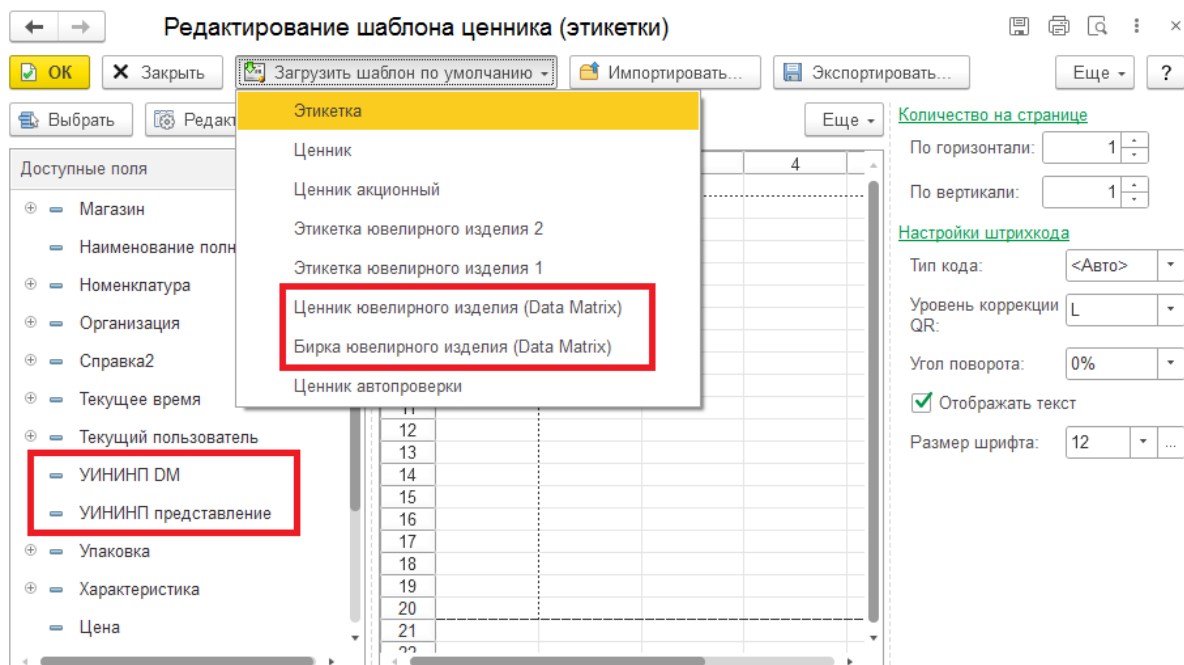 Редактирование шаблона ценника (этикетки)
ОК Закрыть Загрузить шаблон по умолчанию Импортировать... Экспортировать... Еще ?
Выбрать Редакт Еще
Доступные поля
Магазин
Наименование полн
Номенклатура
Организация
Справка2
Текущее время
Текущий пользователь
УИНИНП DM
УИНИНП представление
Упаковка
Характеристика
Цена
Этикетка
Ценник
Ценник акционный
Этикетка ювелирного изделия 2
Этикетка ювелирного изделия 1
Ценник ювелирного изделия (Data Matrix)
Бирка ювелирного изделия (Data Matrix)
Ценник автопроверки
4
11
12
13
14
15
16
17
18
19
20
21
22
Количество на странице
По горизонтали: 1
По вертикали: 1
Настройки штрихкода
Тип кода: <Авто>
Уровень коррекции QR: L
Угол поворота: 0%
Отображать текст
Размер шрифта: 12 ...